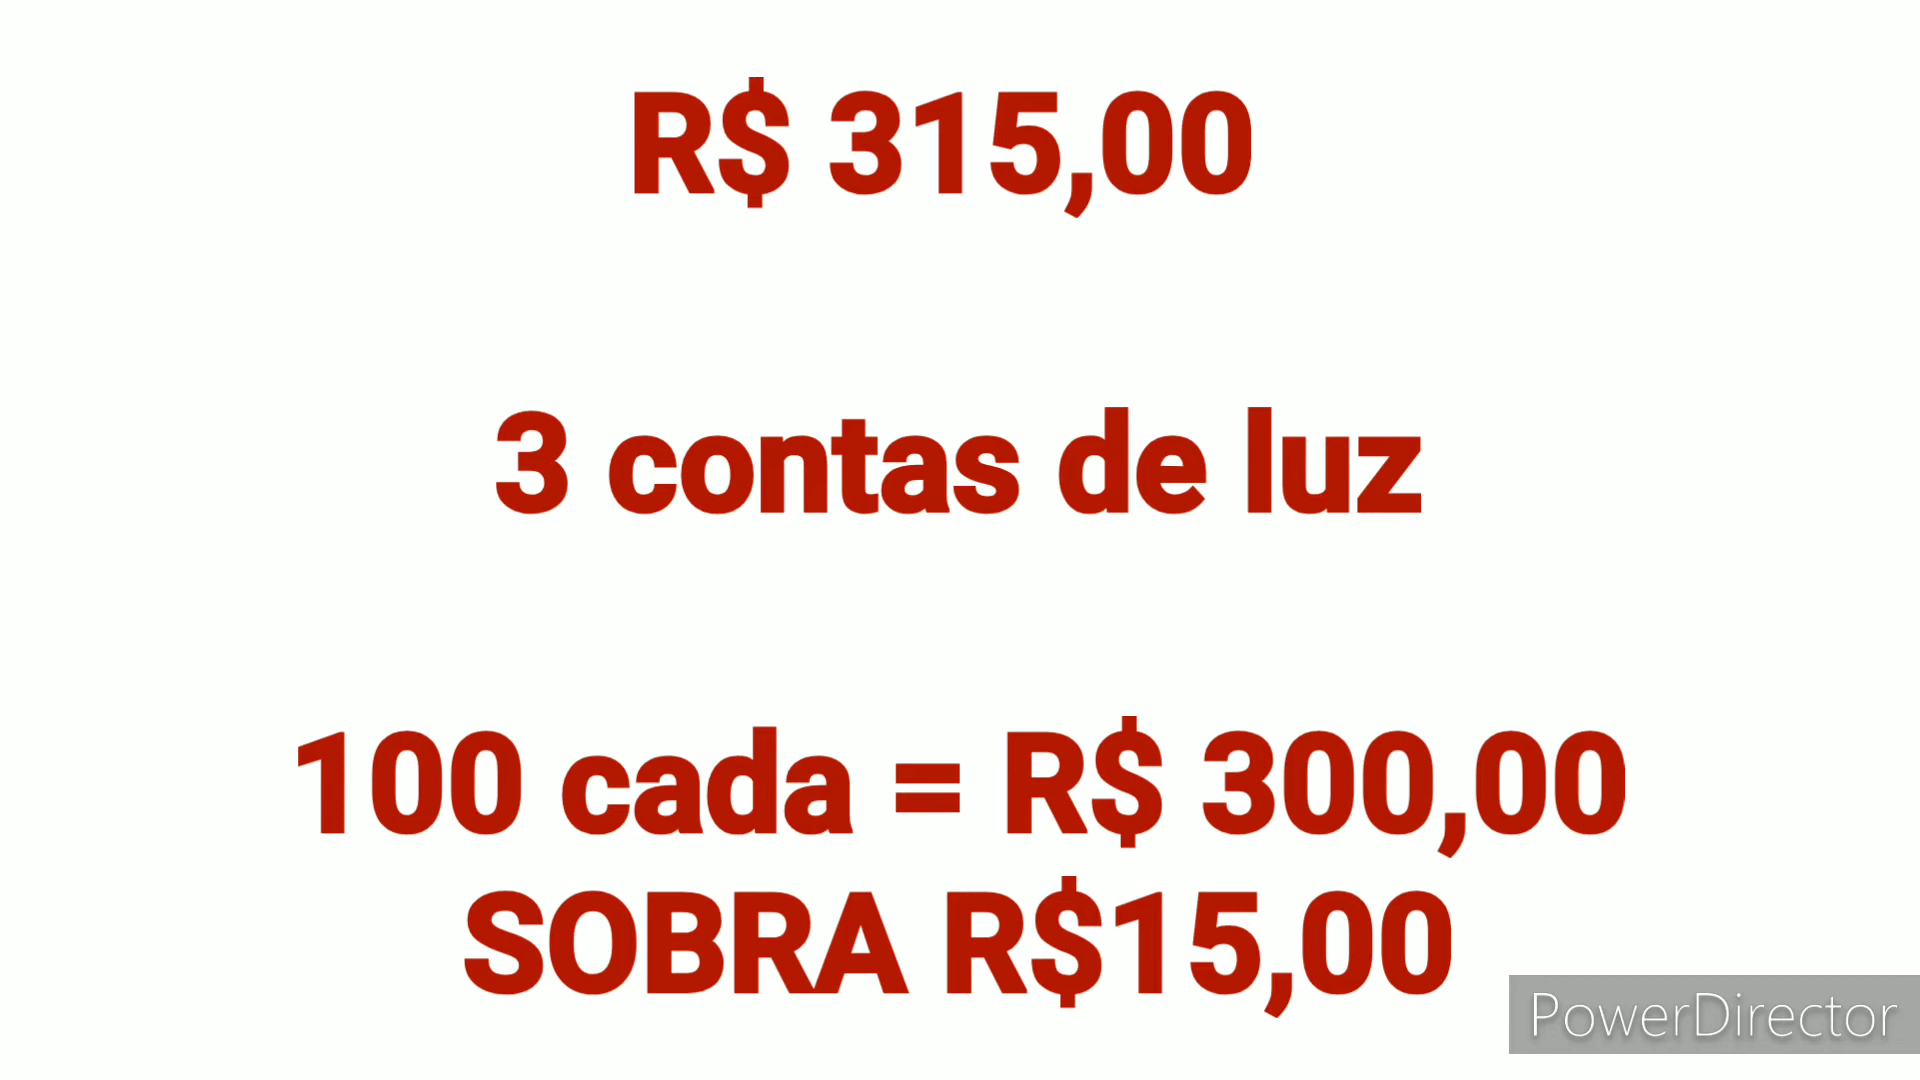 R$ 315,00
3 contas de luz
100 cada = R$ 300,00
SOBRA R$15,00
PowerDirector